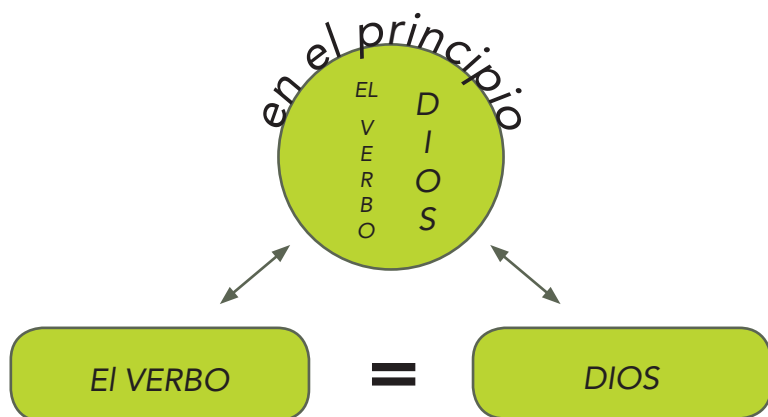 en el principio
EL VERBO
DIOS
El VERBO
=
DIOS